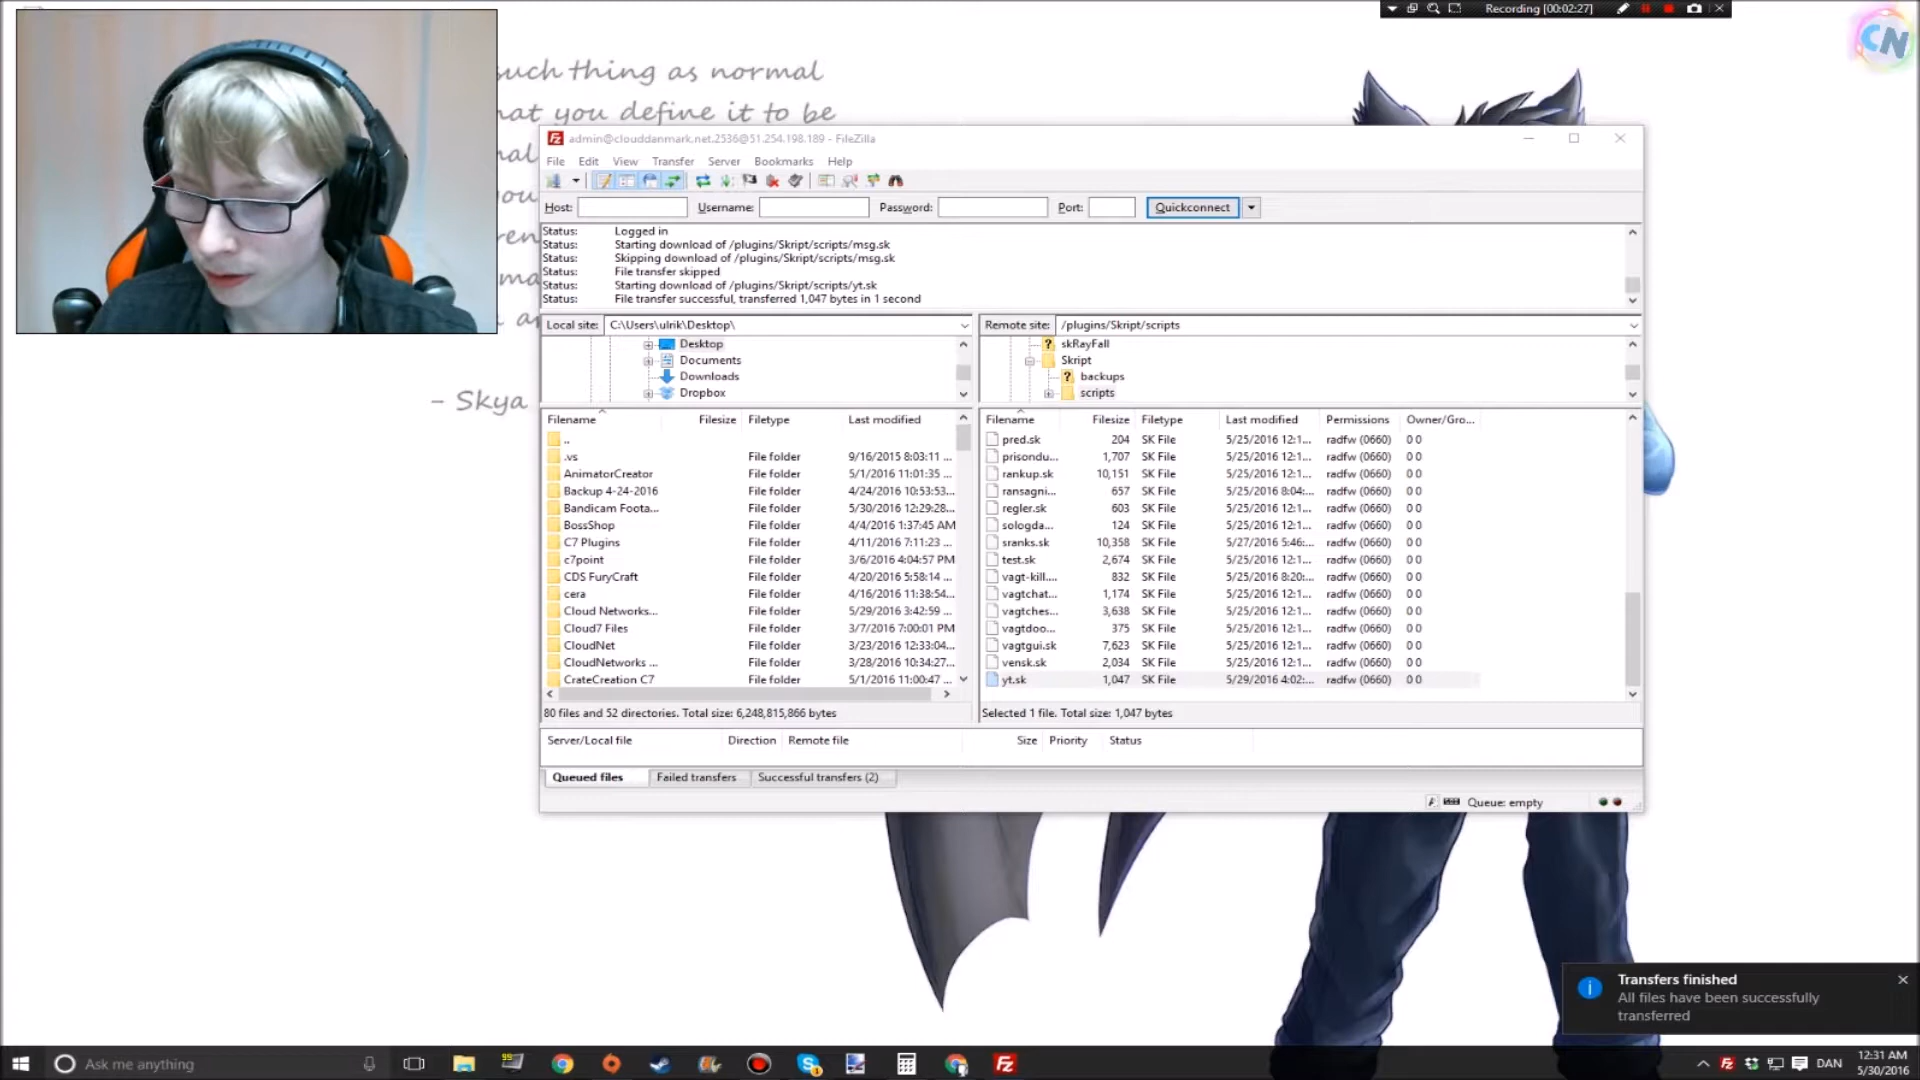 Recording [00:02:27]
CN
such thing as normal
hat you define it to be
- Skya
admin@clouddanmark.net.2536@51.254.198.189 - FileZilla
File Edit View Transfer Server Bookmarks Help
Host: Username: Password: Port: Quickconnect
Status: Logged in
Status: Starting download of /plugins/Skript/scripts/msg.sk
Status: Skipping download of /plugins/Skript/scripts/msg.sk
Status: File transfer skipped
Status: Starting download of /plugins/Skript/scripts/yt.sk
Status: File transfer successful, transferred 1,047 bytes in 1 second
Local site: C:\Users\ulrik\Desktop\
Desktop
Documents
Downloads
Dropbox
Filename Filesize Filetype Last modified
..
.vs File folder 9/16/2015 8:03:11 ...
AnimatorCreator File folder 5/1/2016 11:01:35 ...
Backup 4-24-2016 File folder 4/24/2016 10:53:53...
Bandicam Foota... File folder 5/30/2016 12:29:28...
BossShop File folder 4/4/2016 1:37:45 AM
C7 Plugins File folder 4/11/2016 7:11:23 ...
c7point File folder 3/6/2016 4:04:57 PM
CDS FuryCraft File folder 4/20/2016 5:58:14 ...
cera File folder 4/16/2016 11:38:54...
Cloud Networks... File folder 5/29/2016 3:42:59 ...
Cloud7 Files File folder 3/7/2016 7:00:01 PM
CloudNet File folder 3/23/2016 12:33:04...
CloudNetworks ... File folder 3/28/2016 10:34:27...
CrateCreation C7 File folder 5/1/2016 11:00:47 ...
80 files and 52 directories. Total size: 6,248,815,866 bytes
Remote site: /plugins/Skript/scripts
skRayFall
Skript
backups
scripts
Filename Filesize Filetype Last modified Permissions Owner/Gro...
pred.sk 204 SK File 5/25/2016 12:1... radfw (0660) 0 0
prisondu... 1,707 SK File 5/25/2016 12:1... radfw (0660) 0 0
rankup.sk 10,151 SK File 5/25/2016 12:1... radfw (0660) 0 0
ransagni... 657 SK File 5/25/2016 8:04:... radfw (0660) 0 0
regler.sk 603 SK File 5/25/2016 12:1... radfw (0660) 0 0
sologda... 124 SK File 5/25/2016 12:1... radfw (0660) 0 0
sranks.sk 10,358 SK File 5/27/2016 5:46:... radfw (0660) 0 0
test.sk 2,674 SK File 5/25/2016 12:1... radfw (0660) 0 0
vagt-kill.... 832 SK File 5/25/2016 8:20:... radfw (0660) 0 0
vagtchat... 1,174 SK File 5/25/2016 12:1... radfw (0660) 0 0
vagtches... 3,638 SK File 5/25/2016 12:1... radfw (0660) 0 0
vagtdoo... 375 SK File 5/25/2016 12:1... radfw (0660) 0 0
vagtgui.sk 7,623 SK File 5/25/2016 12:1... radfw (0660) 0 0
vensk.sk 2,034 SK File 5/25/2016 12:1... radfw (0660) 0 0
yt.sk 1,047 SK File 5/29/2016 4:02:... radfw (0660) 0 0
Selected 1 file. Total size: 1,047 bytes
Server/Local file Direction Remote file Size Priority Status
Queued files Failed transfers Successful transfers (2)
Queue: empty
Transfers finished
All files have been successfully
transferred
Ask me anything
DAN
12:31 AM
5/30/2016